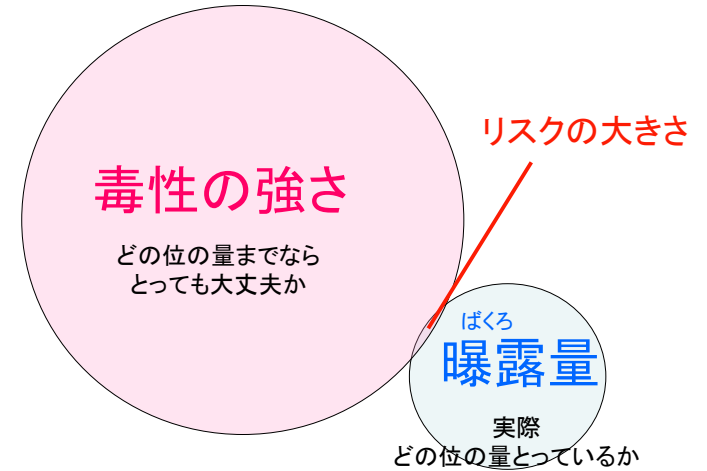 リスクの大きさ
毒性の強さ
どの位の量までなら
とっても大丈夫か
ばくろ
曝露量
実際
どの位の量とっているか